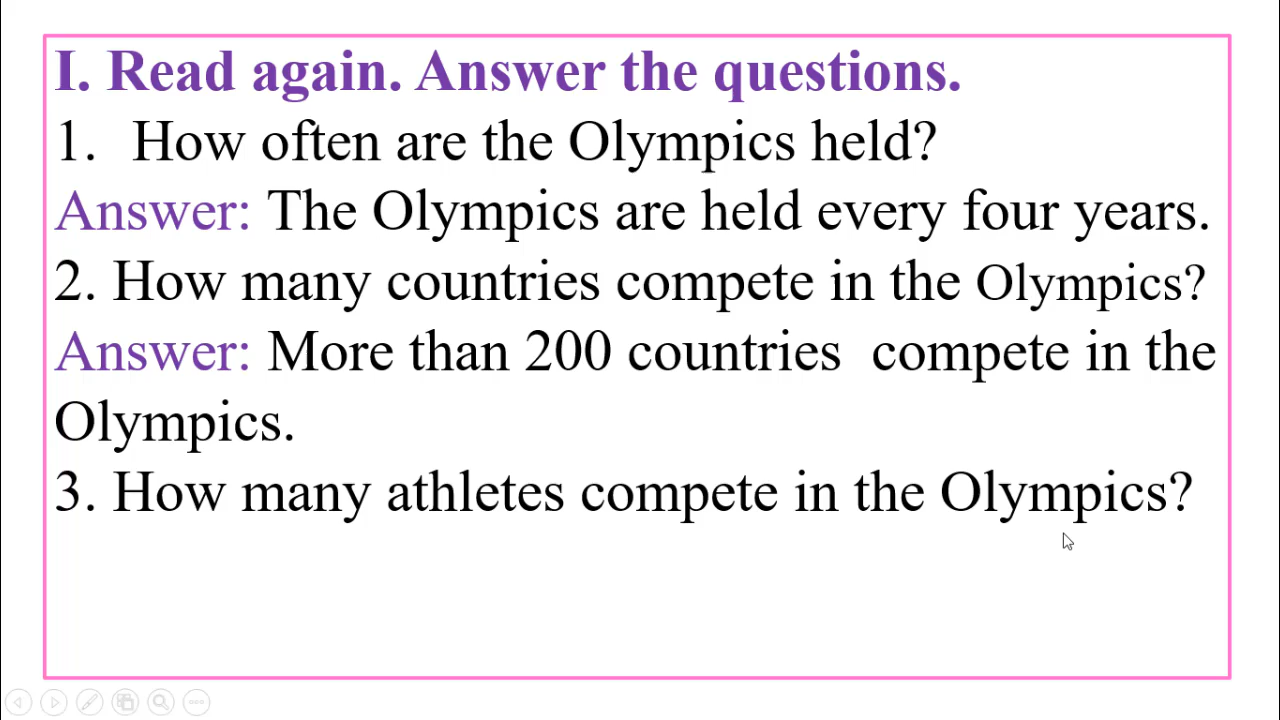 I. Read again. Answer the questions.
1. How often are the Olympics held?
Answer: The Olympics are held every four years.
2. How many countries compete in the Olympics?
Answer: More than 200 countries  compete in the
Olympics.
3. How many athletes compete in the Olympics?